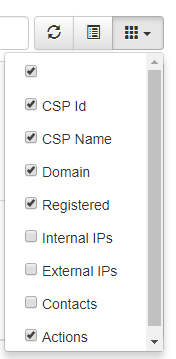 CSP Id
CSP Name
Domain
Registered
Internal IPs
External IPs
Contacts
Actions